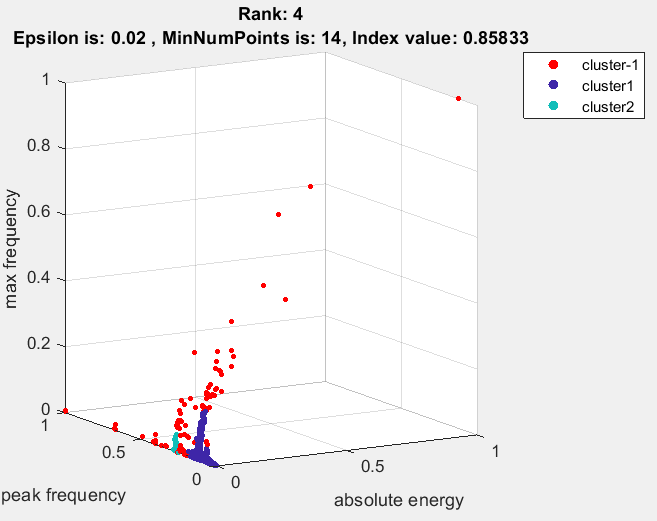 Rank: 4
Epsilon is: 0.02 , MinNumPoints is: 14, Index value: 0.85833
cluster-1
cluster1
cluster2
max frequency
1
0.8
0.6
0.4
0.2
0
1
0.5
0
peak frequency
0
0.5
1
absolute energy